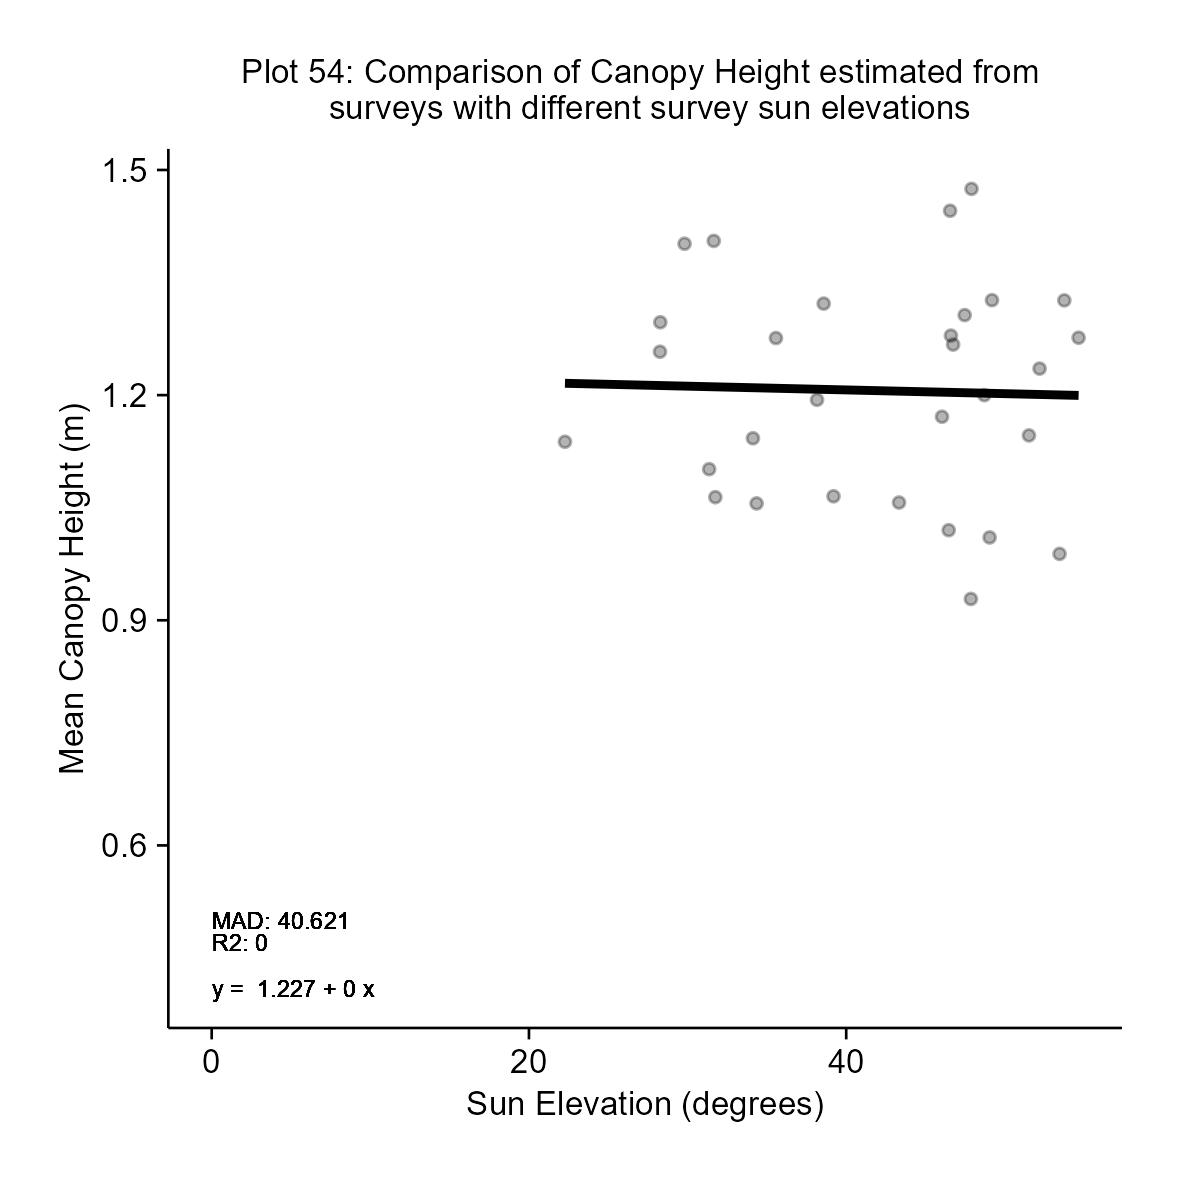 Plot 54: Comparison of Canopy Height estimated from
surveys with different survey sun elevations
1.5
1.2
0.9
0.6
Mean Canopy Height (m)
MAD: 40.621
R2: 0
y =  1.227 + 0 x
0
20
40
Sun Elevation (degrees)